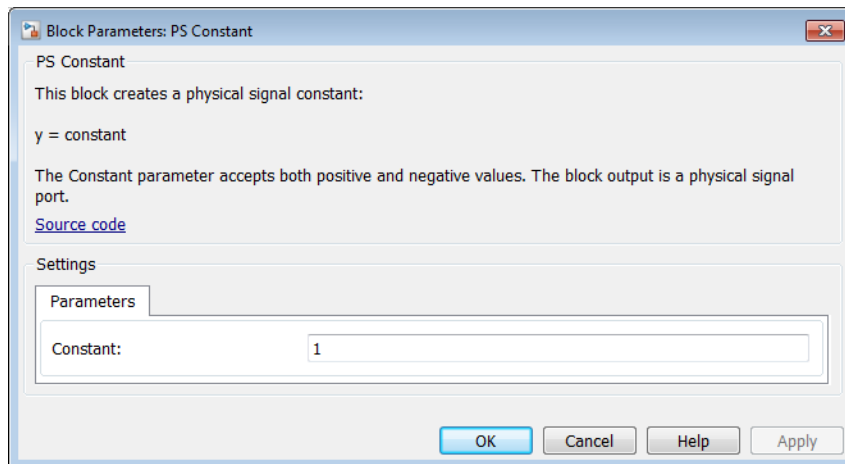 Block Parameters: PS Constant
PS Constant
This block creates a physical signal constant:
y = constant
The Constant parameter accepts both positive and negative values. The block output is a physical signal
port.
Source code
Settings
Parameters
Constant:
1
OK
Cancel
Help
Apply